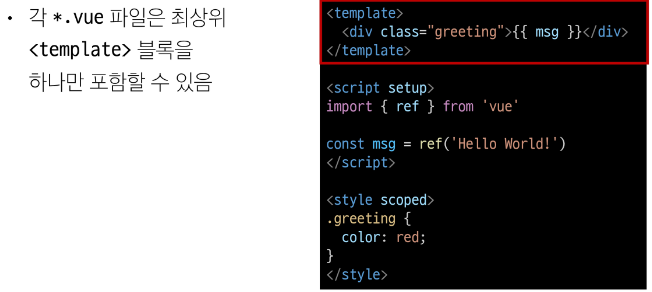 • 각 *.vue 파일은 최상위
<template> 블록을
하나만 포함할 수 있음
<template>
  <div class="greeting">{{ msg }}</div>
</template>
<script setup>
import { ref } from 'vue'
const msg = ref('Hello World!')
</script>
<style scoped>
.greeting {
  color: red;
}
</style>